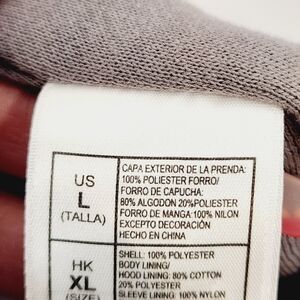 US
L
(TALLA)
CAPA EXTERIOR DE LA PRENDA:
100% POLIESTER FORRO/
FORRO DE CAPUCHA:
80% ALGODON 20%POLIESTER
FORRO DE MANGA:100% NILON
EXCEPTO DECORACIÓN
HECHO EN CHINA
HK
XL
(SIZE)
SHELL: 100% POLYESTER
BODY LINING/
HOOD LINING: 80% COTTON
20% POLYESTER
SLEEVE LINING: 100% NYLON